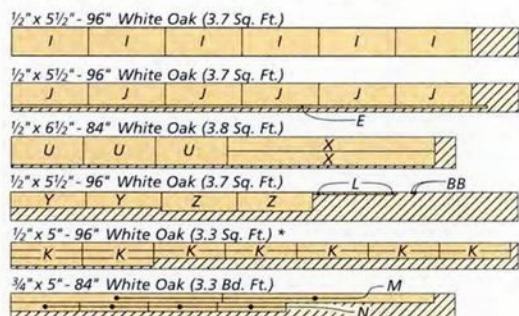 ½" x 5½" - 96" White Oak (3.7 Sq. Ft.)
I I I I I I
½" x 5½" - 96" White Oak (3.7 Sq. Ft.)
J J J J J J
E
½" x 6½" - 84" White Oak (3.8 Sq. Ft.)
U U U X
X
½" x 5½" - 96" White Oak (3.7 Sq. Ft.)
L BB
Y Y Z Z
½" x 5" - 96" White Oak (3.3 Sq. Ft.) *
K K K K K K K
¾" x 5" - 84" White Oak (3.3 Bd. Ft.)
M
N